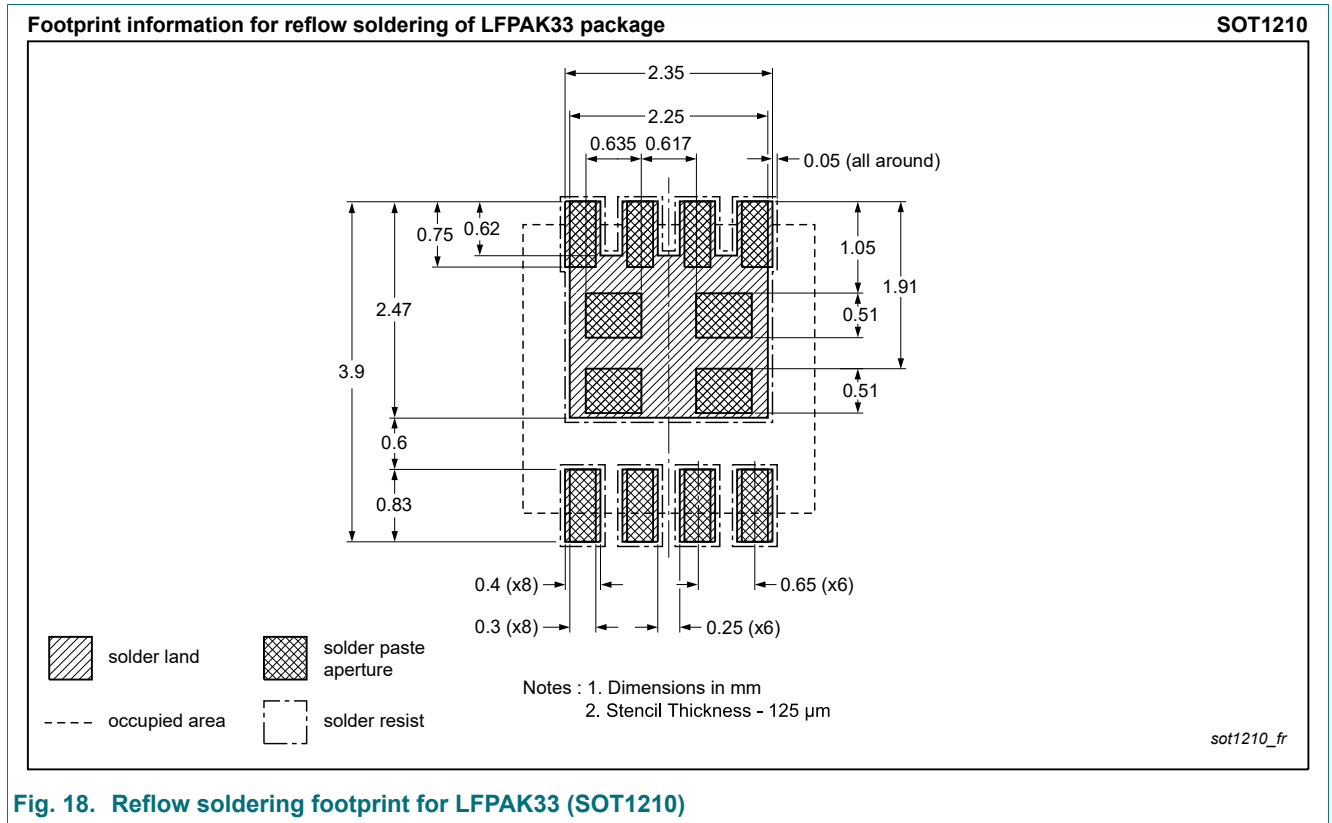 Footprint information for reflow soldering of LFPAK33 package SOT1210
2.35
2.25
0.635 0.617
0.05 (all around)
0.75 0.62
1.05
1.91
2.47
0.51
3.9
0.51
0.6
0.83
0.4 (x8)
0.65 (x6)
0.3 (x8)
0.25 (x6)
solder land
solder paste
aperture
Notes : 1. Dimensions in mm
2. Stencil Thickness - 125 µm
occupied area
solder resist
sot1210_fr
Fig. 18. Reflow soldering footprint for LFPAK33 (SOT1210)